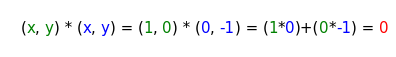 (x, y) * (x, y) = (1, 0) * (0, -1) = (1*0)+(0*-1) = 0